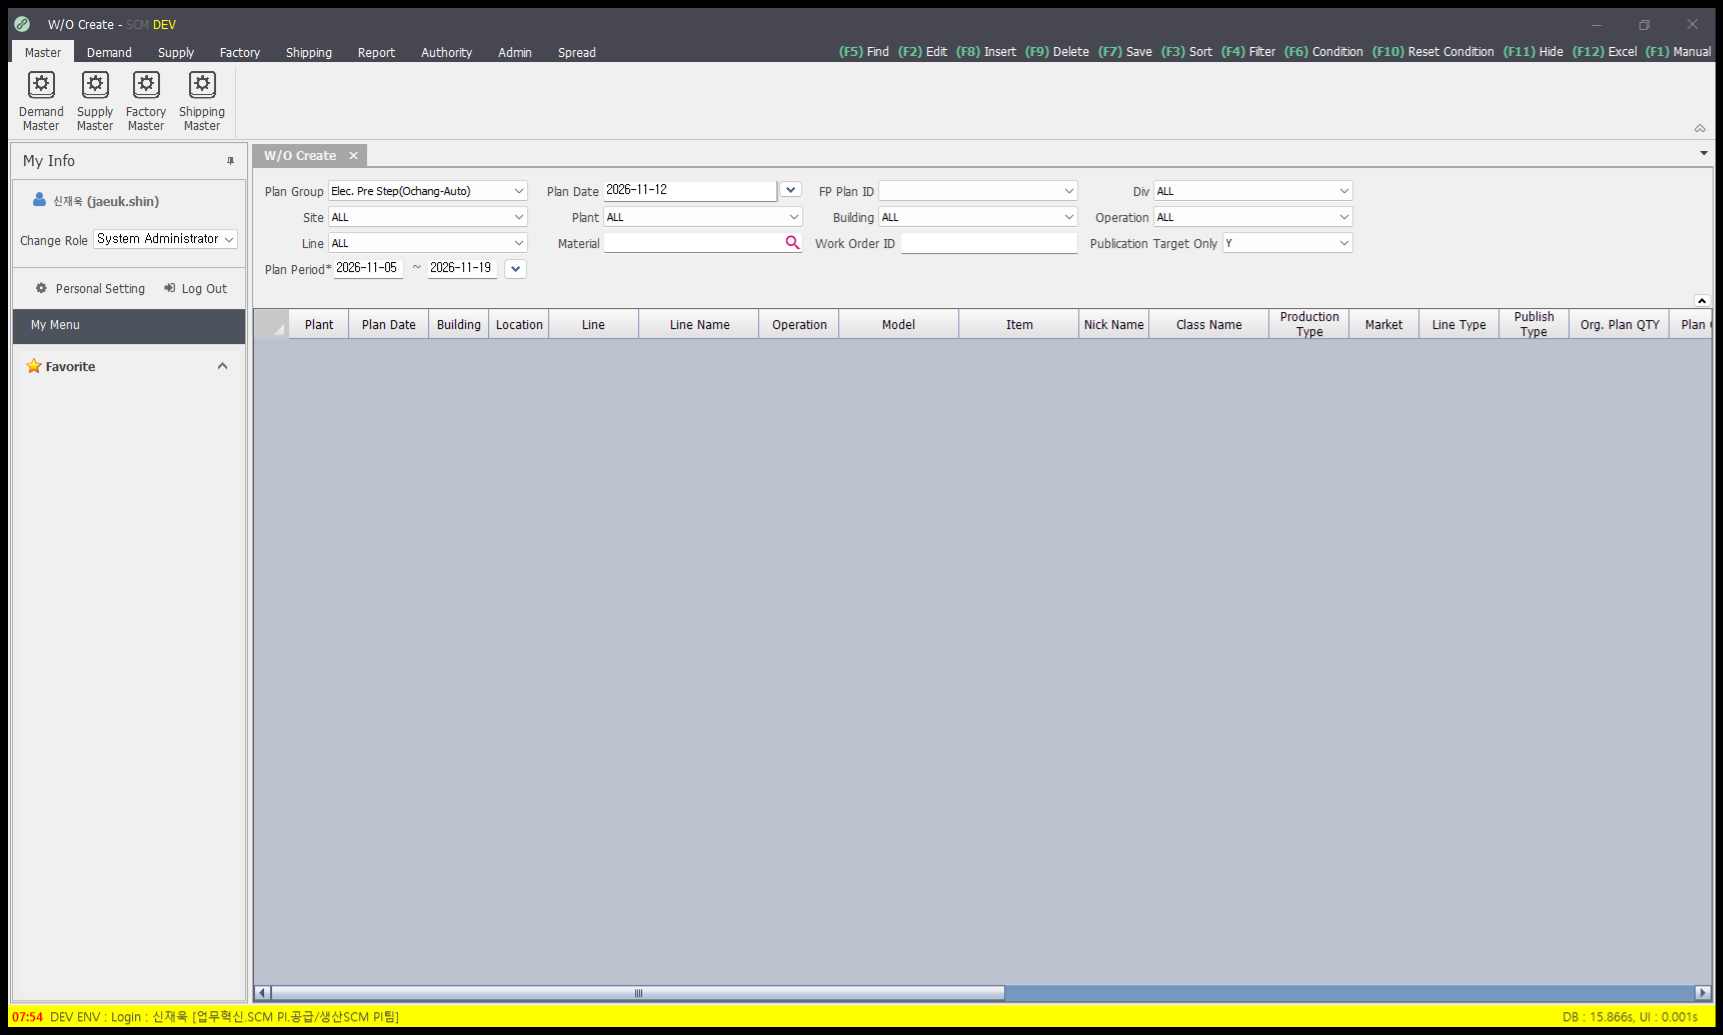 W/O Create - SCM DEV
Master Demand Supply Factory Shipping Report Authority Admin Spread (F5) Find (F2) Edit (F8) Insert (F9) Delete (F7) Save (F3) Sort (F4) Filter (F6) Condition (F10) Reset Condition (F11) Hide (F12) Excel (F1) Manual
Demand Master Supply Master Factory Master Shipping Master
My Info
신재욱 (jaeuk.shin)
Change Role System Administrator
Personal Setting Log Out
My Menu
Favorite
W/O Create
Plan Group Elec. Pre Step(Ochang-Auto) Plan Date 2026-11-12 FP Plan ID Div ALL
Site ALL Plant ALL Building ALL Operation ALL
Line ALL Material Work Order ID Publication Target Only Y
Plan Period* 2026-11-05 ~ 2026-11-19
Plant Plan Date Building Location Line Line Name Operation Model Item Nick Name Class Name Production Type Market Line Type Publish Type Org. Plan QTY Plan
07:54 DEV ENV : Login : 신재욱 [업무혁신.SCM PI.공급/생산SCM PI팀] DB : 15.866s, UI : 0.001s